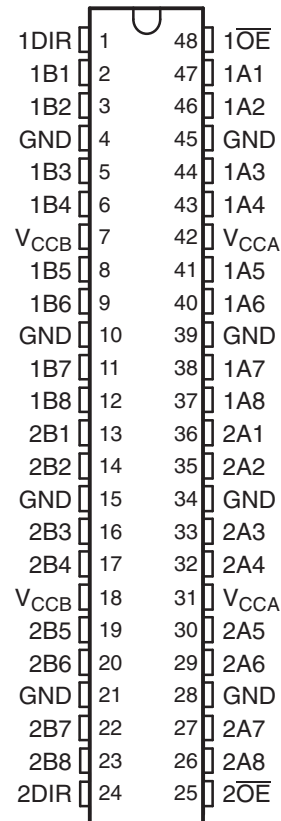 1DIR 1 48 1O̅E̅
1B1 2 47 1A1
1B2 3 46 1A2
GND 4 45 GND
1B3 5 44 1A3
1B4 6 43 1A4
VCCB 7 42 VCCA
1B5 8 41 1A5
1B6 9 40 1A6
GND 10 39 GND
1B7 11 38 1A7
1B8 12 37 1A8
2B1 13 36 2A1
2B2 14 35 2A2
GND 15 34 GND
2B3 16 33 2A3
2B4 17 32 2A4
VCCB 18 31 VCCA
2B5 19 30 2A5
2B6 20 29 2A6
GND 21 28 GND
2B7 22 27 2A7
2B8 23 26 2A8
2DIR 24 25 2O̅E̅